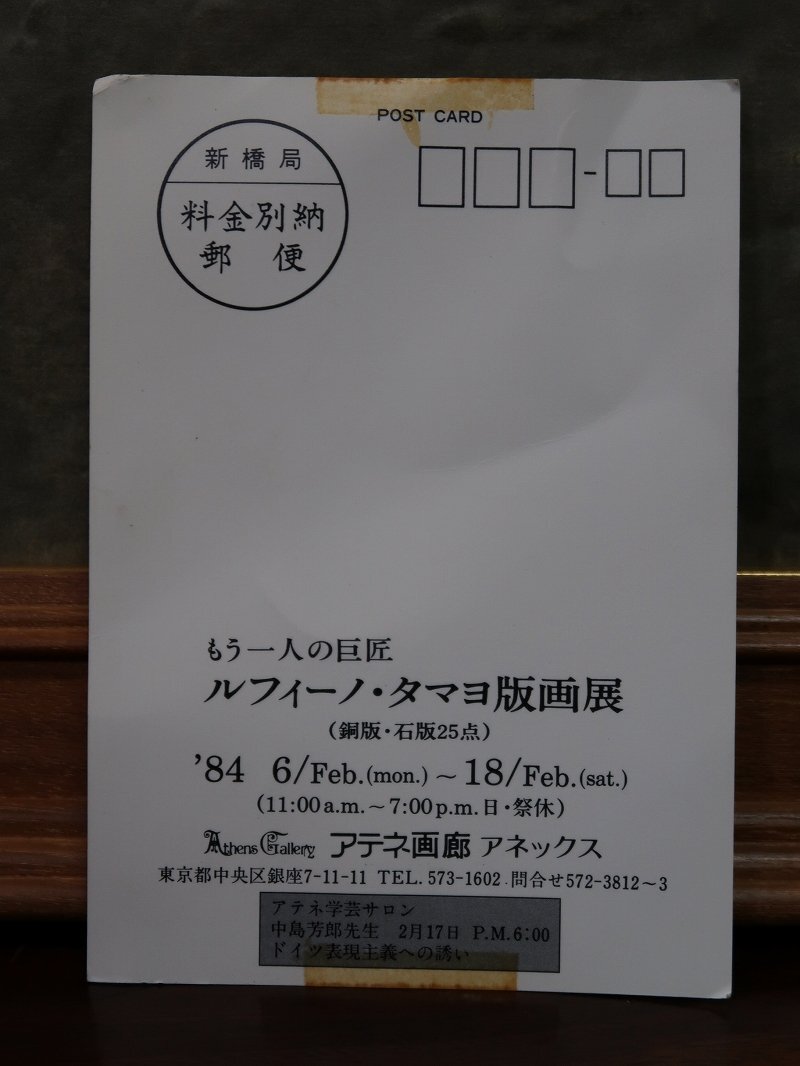 POST CARD
新橋局
料金別納
郵便
もう一人の巨匠
ルフィーノ・タマヨ版画展
(銅版・石版25点)
'84 6/Feb.(mon.)～18/Feb.(sat.)
(11:00a.m.～7:00p.m.日・祭休)
Athens Gallery アテネ画廊 アネックス
東京都中央区銀座7-11-11 TEL. 573-1602 問合せ572-3812～3
アテネ学芸サロン
中島芳郎先生 2月17日 P.M.6:00
ドイツ表現主義への誘い